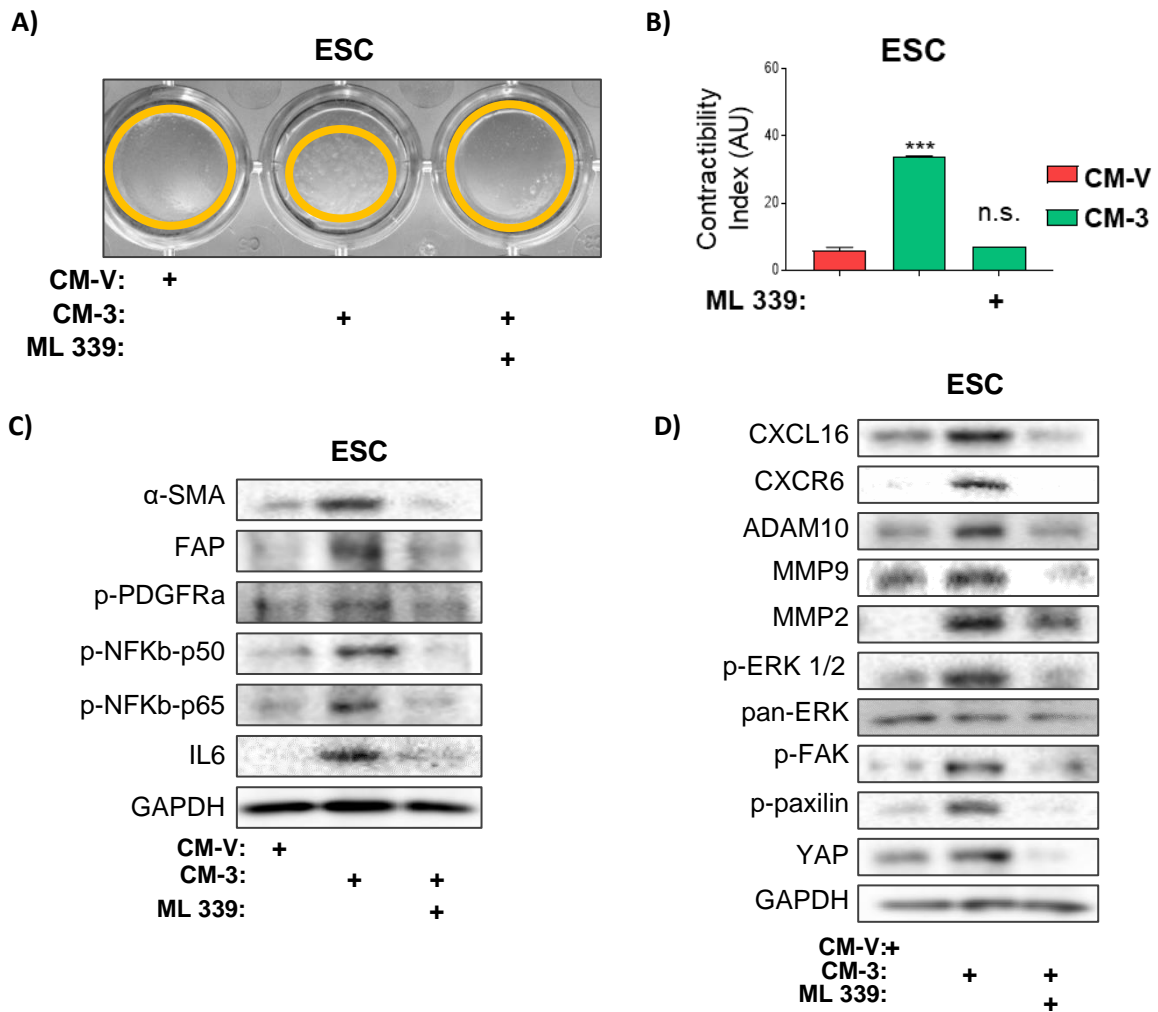 A)
ESC
CM-V: +
CM-3: + +
ML 339: +
B)
ESC
Contractibility
Index (AU)
60
40
20
0
***
n.s.
CM-V
CM-3
ML 339: +
C)
ESC
α-SMA
FAP
p-PDGFRa
p-NFKb-p50
p-NFKb-p65
IL6
GAPDH
CM-V: +
CM-3: + +
ML 339: +
D)
ESC
CXCL16
CXCR6
ADAM10
MMP9
MMP2
p-ERK 1/2
pan-ERK
p-FAK
p-paxilin
YAP
GAPDH
CM-V:+
CM-3: + +
ML 339: +